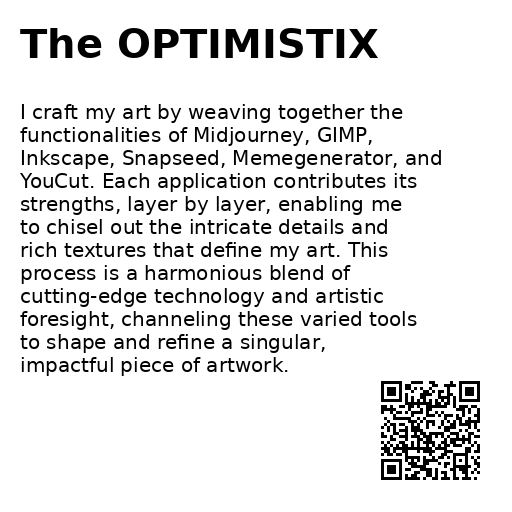 The OPTIMISTIX
I craft my art by weaving together the
functionalities of Midjourney, GIMP,
Inkscape, Snapseed, Memegenerator, and
YouCut. Each application contributes its
strengths, layer by layer, enabling me
to chisel out the intricate details and
rich textures that define my art. This
process is a harmonious blend of
cutting-edge technology and artistic
foresight, channeling these varied tools
to shape and refine a singular,
impactful piece of artwork.